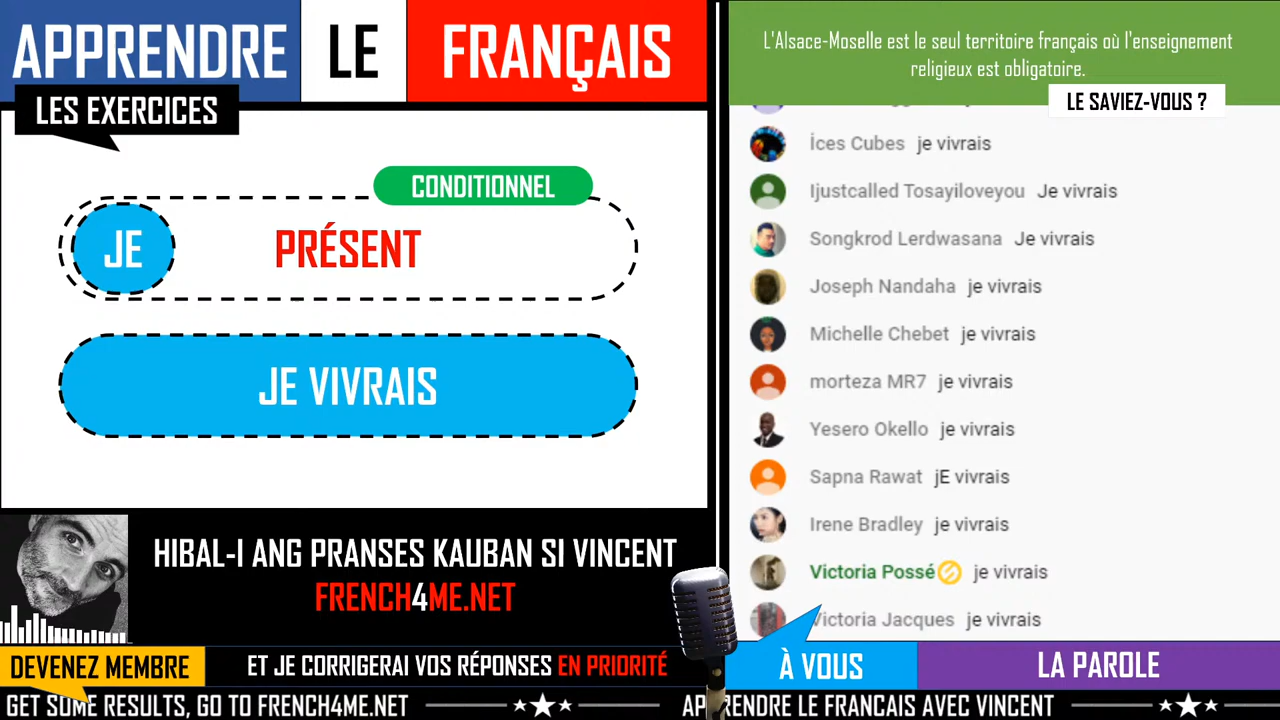 APPRENDRE LE FRANÇAIS
LES EXERCICES
CONDITIONNEL
JE PRÉSENT
JE VIVRAIS
HIBAL-I ANG PRANSES KAUBAN SI VINCENT
FRENCH4ME.NET
DEVENEZ MEMBRE
ET JE CORRIGERAI VOS RÉPONSES EN PRIORITÉ
L'Alsace-Moselle est le seul territoire français où l'enseignement
religieux est obligatoire.
LE SAVIEZ-VOUS ?
İces Cubes je vivrais
Ijustcalled Tosayiloveyou Je vivrais
Songkrod Lerdwasana Je vivrais
Joseph Nandaha je vivrais
Michelle Chebet je vivrais
morteza MR7 je vivrais
Yesero Okello je vivrais
Sapna Rawat jE vivrais
Irene Bradley je vivrais
Victoria Possé je vivrais
Victoria Jacques je vivrais
À VOUS LA PAROLE
GET SOME RESULTS, GO TO FRENCH4ME.NET APPRENDRE LE FRANCAIS AVEC VINCENT